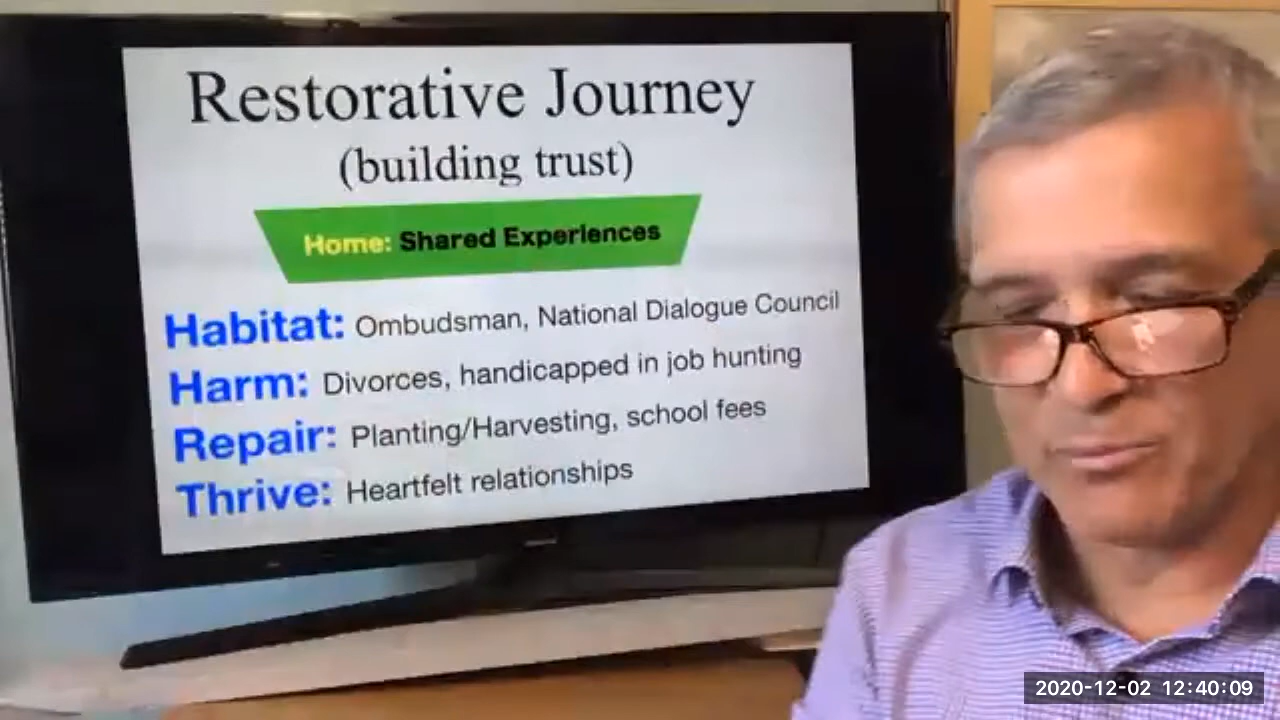 Restorative Journey
(building trust)
Home: Shared Experiences
Habitat: Ombudsman, National Dialogue Council
Harm: Divorces, handicapped in job hunting
Repair: Planting/Harvesting, school fees
Thrive: Heartfelt relationships
2020-12-02 12:40:09